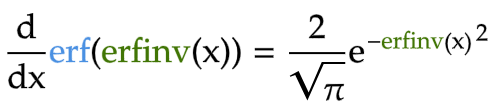 d/dx erf(erfinv(x)) = 2/√π e^(-erfinv(x)^2)